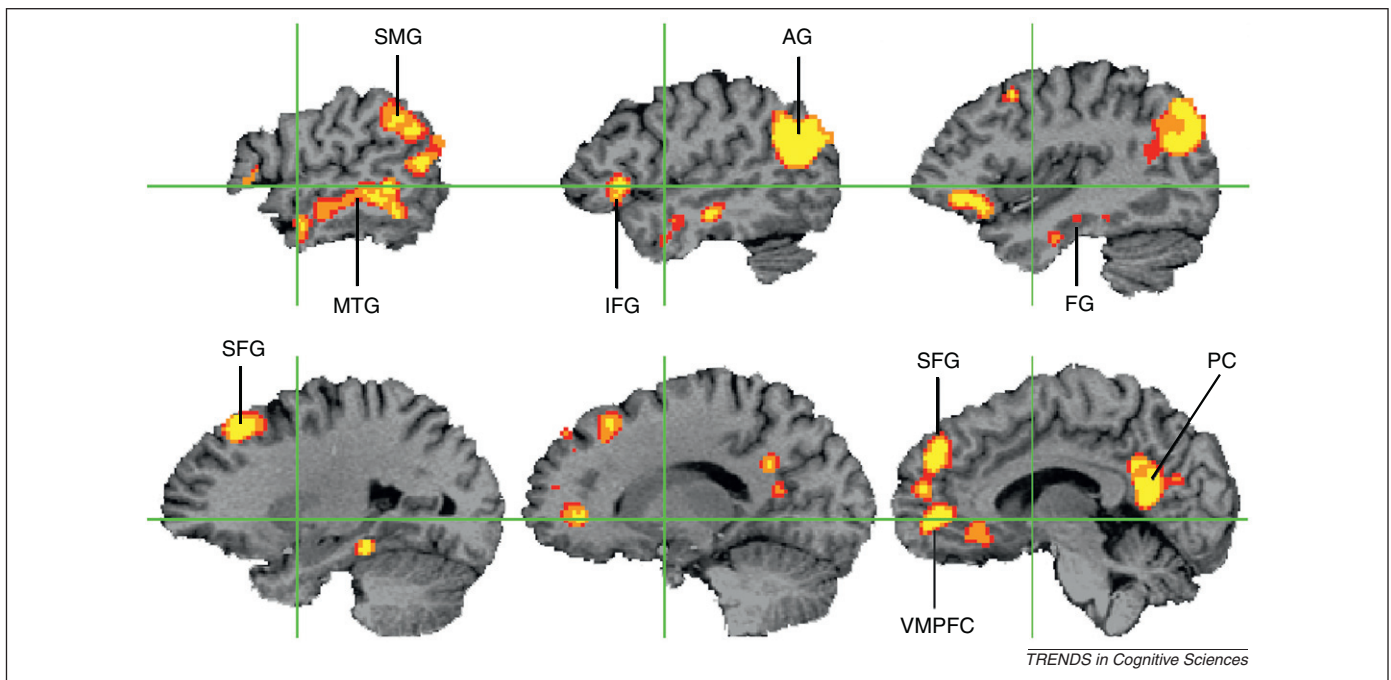 SMG
AG
MTG
IFG
FG
SFG
SFG
PC
VMPFC
TRENDS in Cognitive Sciences